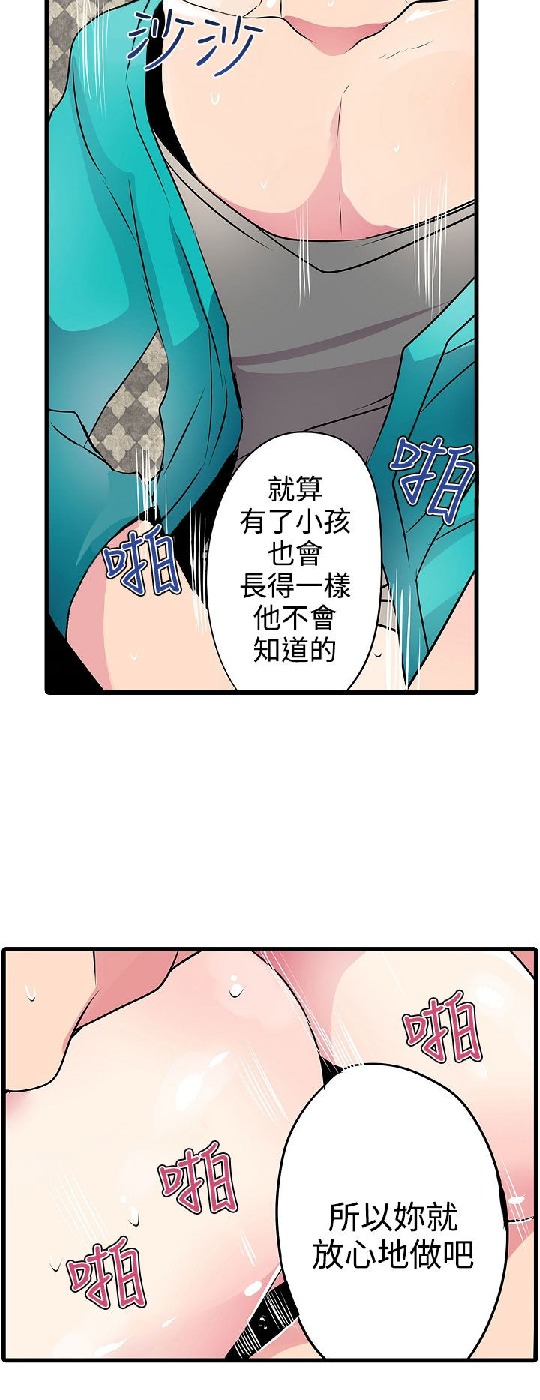 沙沙
啪
啪
就算
有了小孩
也會
長得一樣
他不會
知道的
啪
啪
啪
所以妳就
放心地做吧